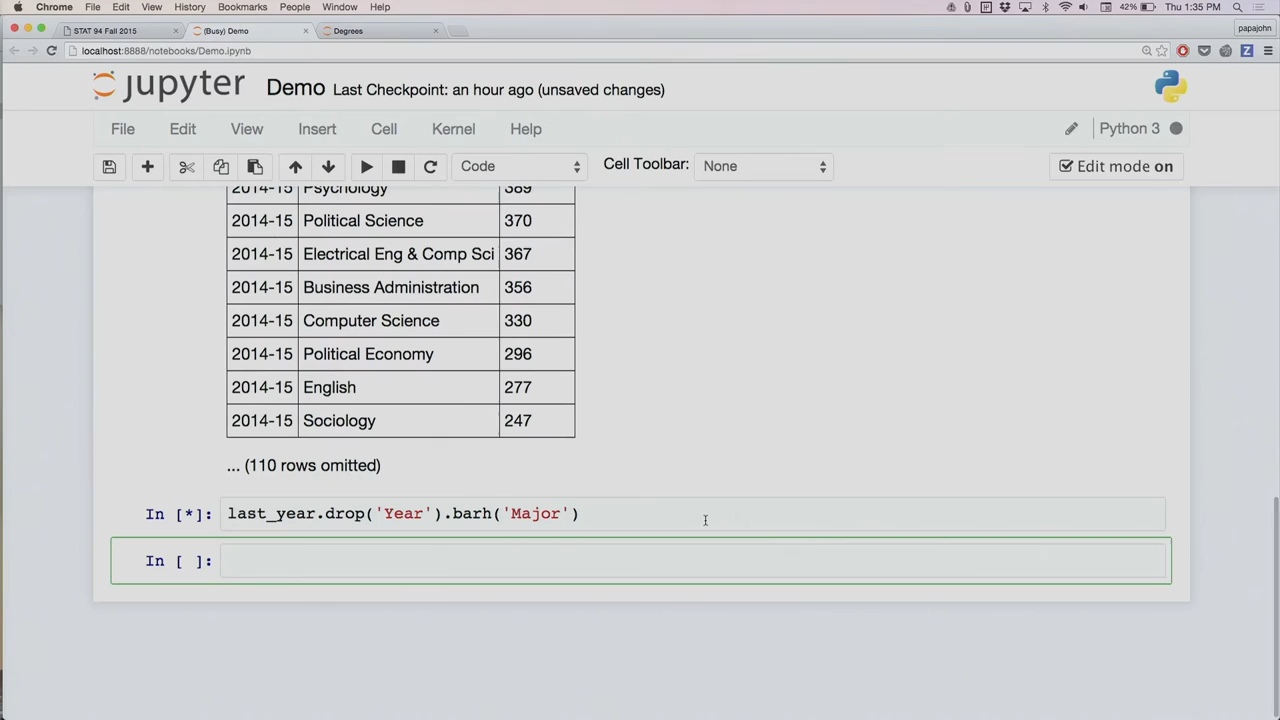 Chrome File Edit View History Bookmarks People Window Help 42% Thu 1:35 PM
STAT 94 Fall 2015 × (Busy) Demo × Degrees × papajohn
localhost:8888/notebooks/Demo.ipynb
jupyter Demo Last Checkpoint: an hour ago (unsaved changes)
File Edit View Insert Cell Kernel Help Python 3
Code Cell Toolbar: None Edit mode on
2014-15 Psychology 389
2014-15 Political Science 370
2014-15 Electrical Eng & Comp Sci 367
2014-15 Business Administration 356
2014-15 Computer Science 330
2014-15 Political Economy 296
2014-15 English 277
2014-15 Sociology 247
... (110 rows omitted)
In [*]: last_year.drop('Year').barh('Major')
In [ ]: